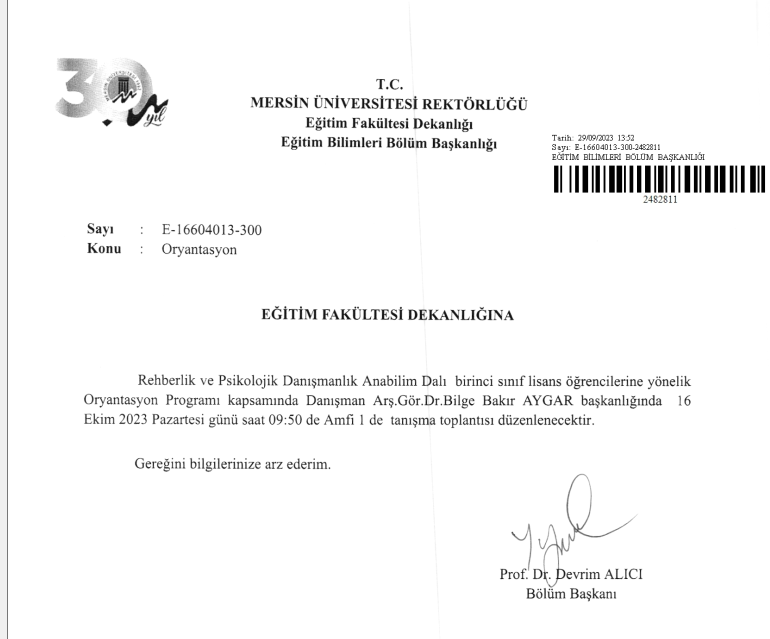 30
yıl
T.C.
MERSİN ÜNİVERSİTESİ REKTÖRLÜĞÜ
Eğitim Fakültesi Dekanlığı
Eğitim Bilimleri Bölüm Başkanlığı
Tarih: 29/09/2023 13:52
Sayı: E-16604013-300-2482811
EĞİTİM BİLİMLERİ BÖLÜM BAŞKANLIĞI
2482811
Sayı : E-16604013-300
Konu : Oryantasyon
EĞİTİM FAKÜLTESİ DEKANLIĞINA
Rehberlik ve Psikolojik Danışmanlık Anabilim Dalı birinci sınıf lisans öğrencilerine yönelik
Oryantasyon Programı kapsamında Danışman Arş.Gör.Dr.Bilge Bakır AYGAR başkanlığında 16
Ekim 2023 Pazartesi günü saat 09:50 de Amfi 1 de tanışma toplantısı düzenlenecektir.
Gereğini bilgilerinize arz ederim.
Prof. Dr. Devrim ALICI
Bölüm Başkanı